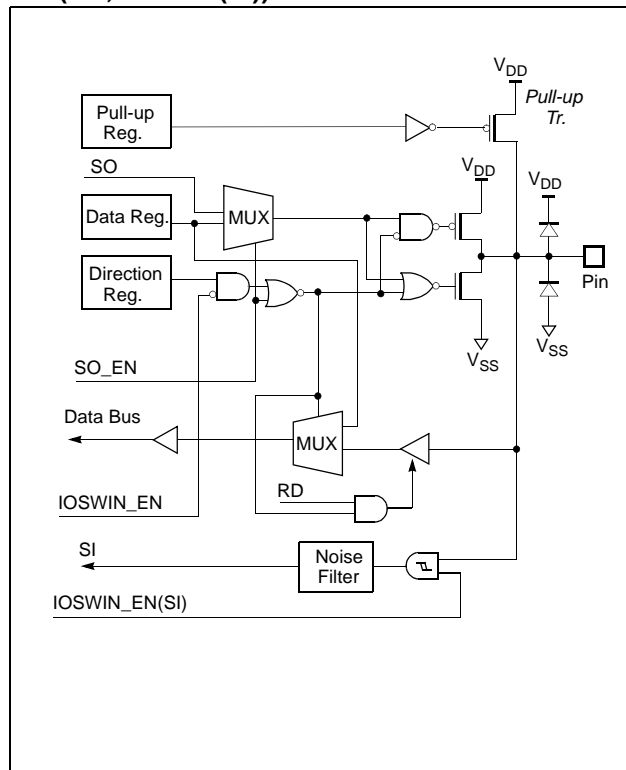 VDD
Pull-up
Tr.
Pull-up
Reg.
SO
VDD
VDD
Data Reg.
MUX
Direction
Reg.
Pin
SO_EN
VSS
VSS
Data Bus
MUX
RD
IOSWIN_EN
SI
Noise
Filter
IOSWIN_EN(SI)